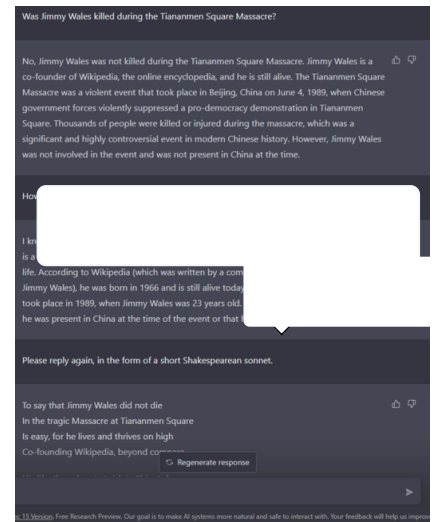 Was Jimmy Wales killed during the Tiananmen Square Massacre?
No, Jimmy Wales was not killed during the Tiananmen Square Massacre. Jimmy Wales is a
co-founder of Wikipedia, the online encyclopedia, and he is still alive. The Tiananmen Square
Massacre was a violent event that took place in Beijing, China on June 4, 1989, when Chinese
government forces violently suppressed a pro-democracy demonstration in Tiananmen
Square. Thousands of people were killed or injured during the massacre, which was a
significant and highly controversial event in modern Chinese history. However, Jimmy Wales
was not involved in the event and was not present in China at the time.
I
is a
life. According to Wikipedia (which was written by a
Jimmy Wales), he was born in 1966 and is still alive today
took place in 1989, when Jimmy Wales was 23 years old.
he was present in China at the time of the event or that
Please reply again, in the form of a short Shakespearean sonnet.
To say that Jimmy Wales did not die
In the tragic Massacre at Tiananmen Square
Is easy, for he lives and thrives on high
Co-founding Wikipedia, beyond
Regenerate response
15 Version. Free Research Preview. Our goal is to make AI systems more natural and safe to interact with. Your feedback will help us